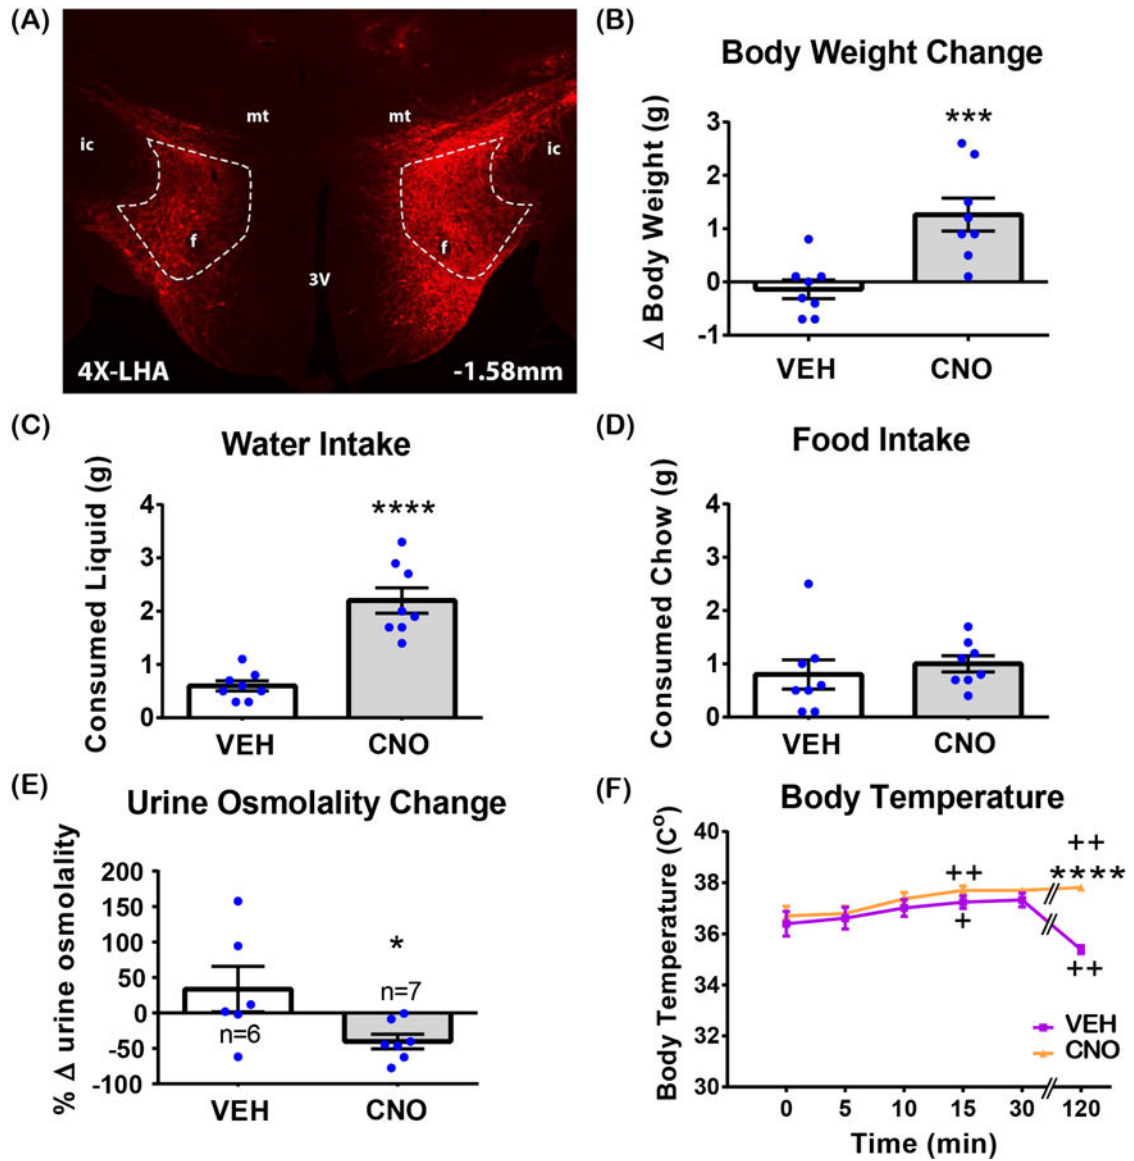 (A)
mt
mt
ic
ic
f
f
3V
4X-LHA
-1.58mm
(B)
Body Weight Change
Δ Body Weight (g)
3
2
1
0
-1
***
VEH
CNO
(C)
Water Intake
Consumed Liquid (g)
4
3
2
1
0
****
VEH
CNO
(D)
Food Intake
Consumed Chow (g)
4
3
2
1
0
VEH
CNO
(E)
Urine Osmolality Change
% Δ urine osmolality
200
150
100
50
0
-50
-100
*
n=7
n=6
VEH
CNO
(F)
Body Temperature
Body Temperature (Cº)
40
38
36
34
32
30
++
++
****
+
++
VEH
CNO
0
5
10
15
30
120
Time (min)